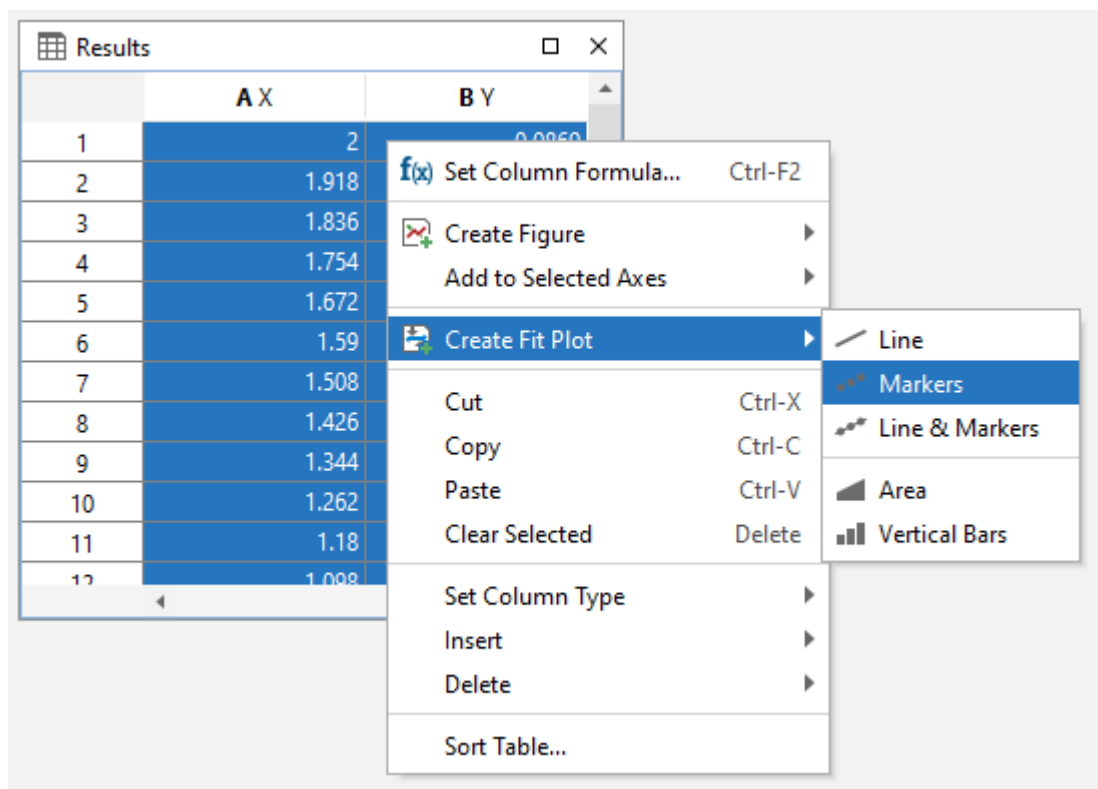 Results
A X B Y
1 2 0.0869
2 1.918
3 1.836
4 1.754
5 1.672
6 1.59
7 1.508
8 1.426
9 1.344
10 1.262
11 1.18
12 1.098
f(x) Set Column Formula... Ctrl-F2
Create Figure
Add to Selected Axes
Create Fit Plot
Cut Ctrl-X
Copy Ctrl-C
Paste Ctrl-V
Clear Selected Delete
Set Column Type
Insert
Delete
Sort Table...
Line
Markers
Line & Markers
Area
Vertical Bars